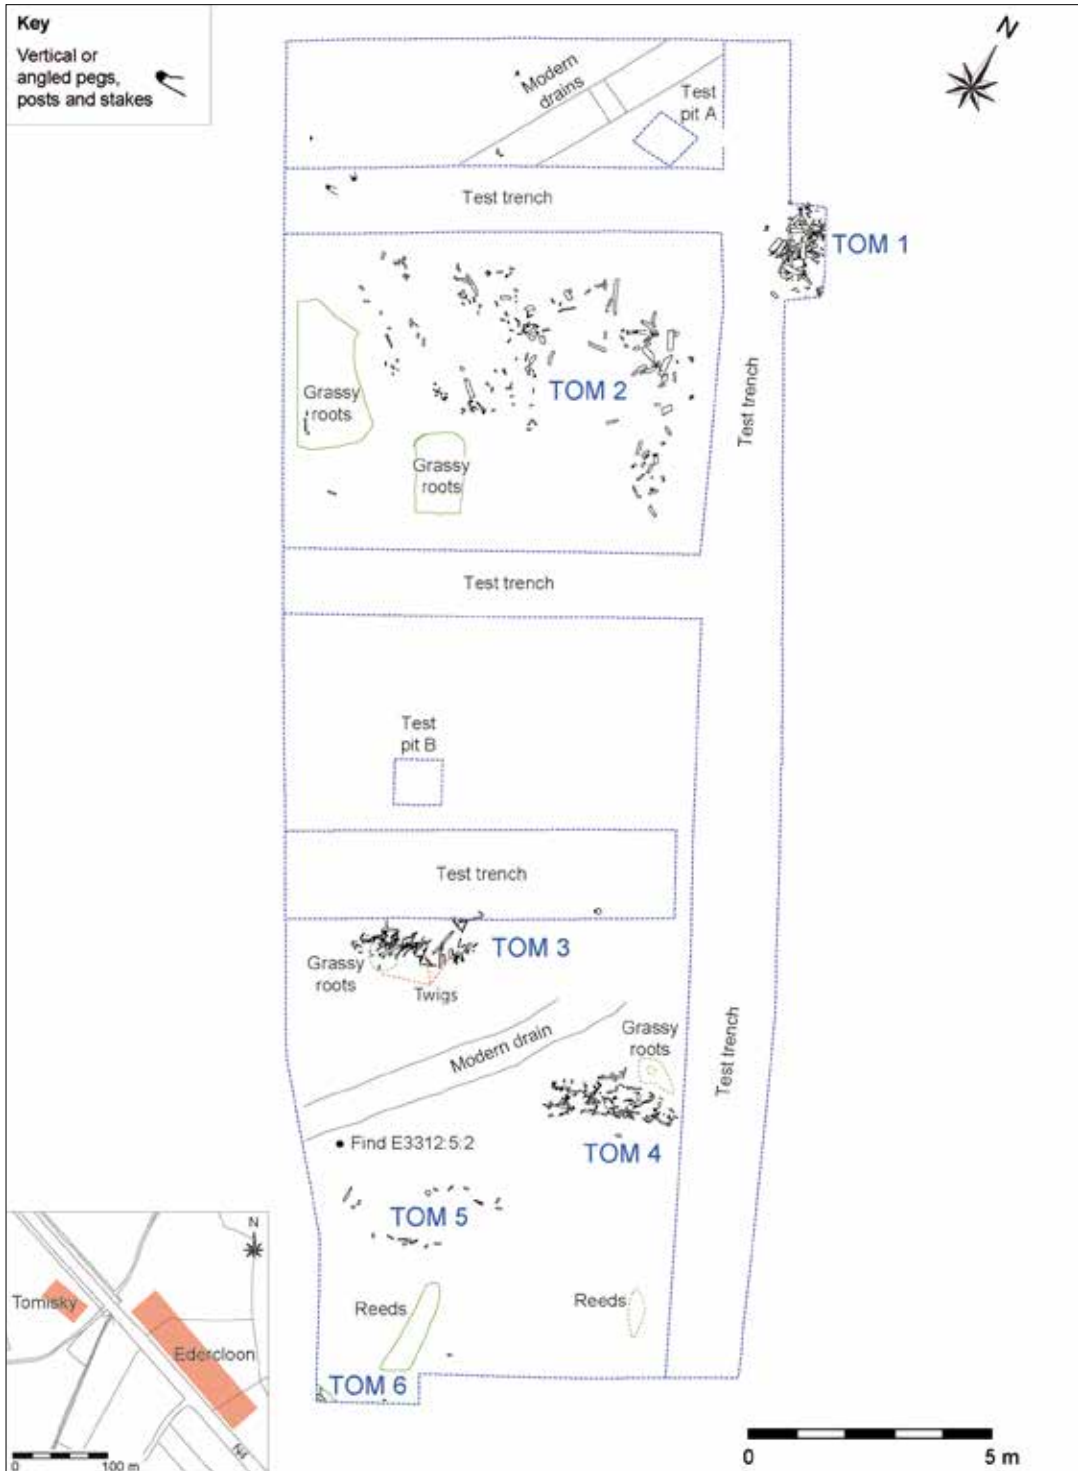 Key
Vertical or
angled pegs,
posts and stakes
N
Modern
drains
Test
pit A
Test trench
TOM 1
Test trench
TOM 2
Grassy
roots
Grassy
roots
Test trench
Test
pit B
Test trench
TOM 3
Grassy
roots
Twigs
Modern drain
Grassy
roots
Test trench
TOM 4
Find E3312:5:2
TOM 5
Reeds
Reeds
TOM 6
N
Tomisky
Edercloon
N4
0
100 m
0
5 m